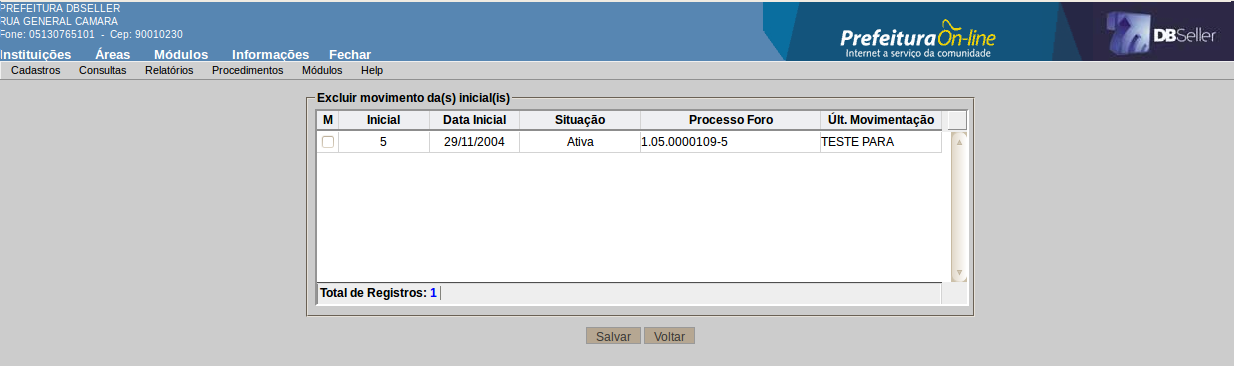 PREFEITURA DBSELLER
RUA GENERAL CAMARA
Fone: 05130765101 - Cep: 90010230
Instituições Áreas Módulos Informações Fechar
PrefeituraOn-line
Internet a serviço da comunidade
DBSeller
Cadastros Consultas Relatórios Procedimentos Módulos Help
Excluir movimento da(s) inicial(is)
M Inicial Data Inicial Situação Processo Foro Últ. Movimentação
5 29/11/2004 Ativa 1.05.0000109-5 TESTE PARA
Total de Registros: 1
Salvar Voltar